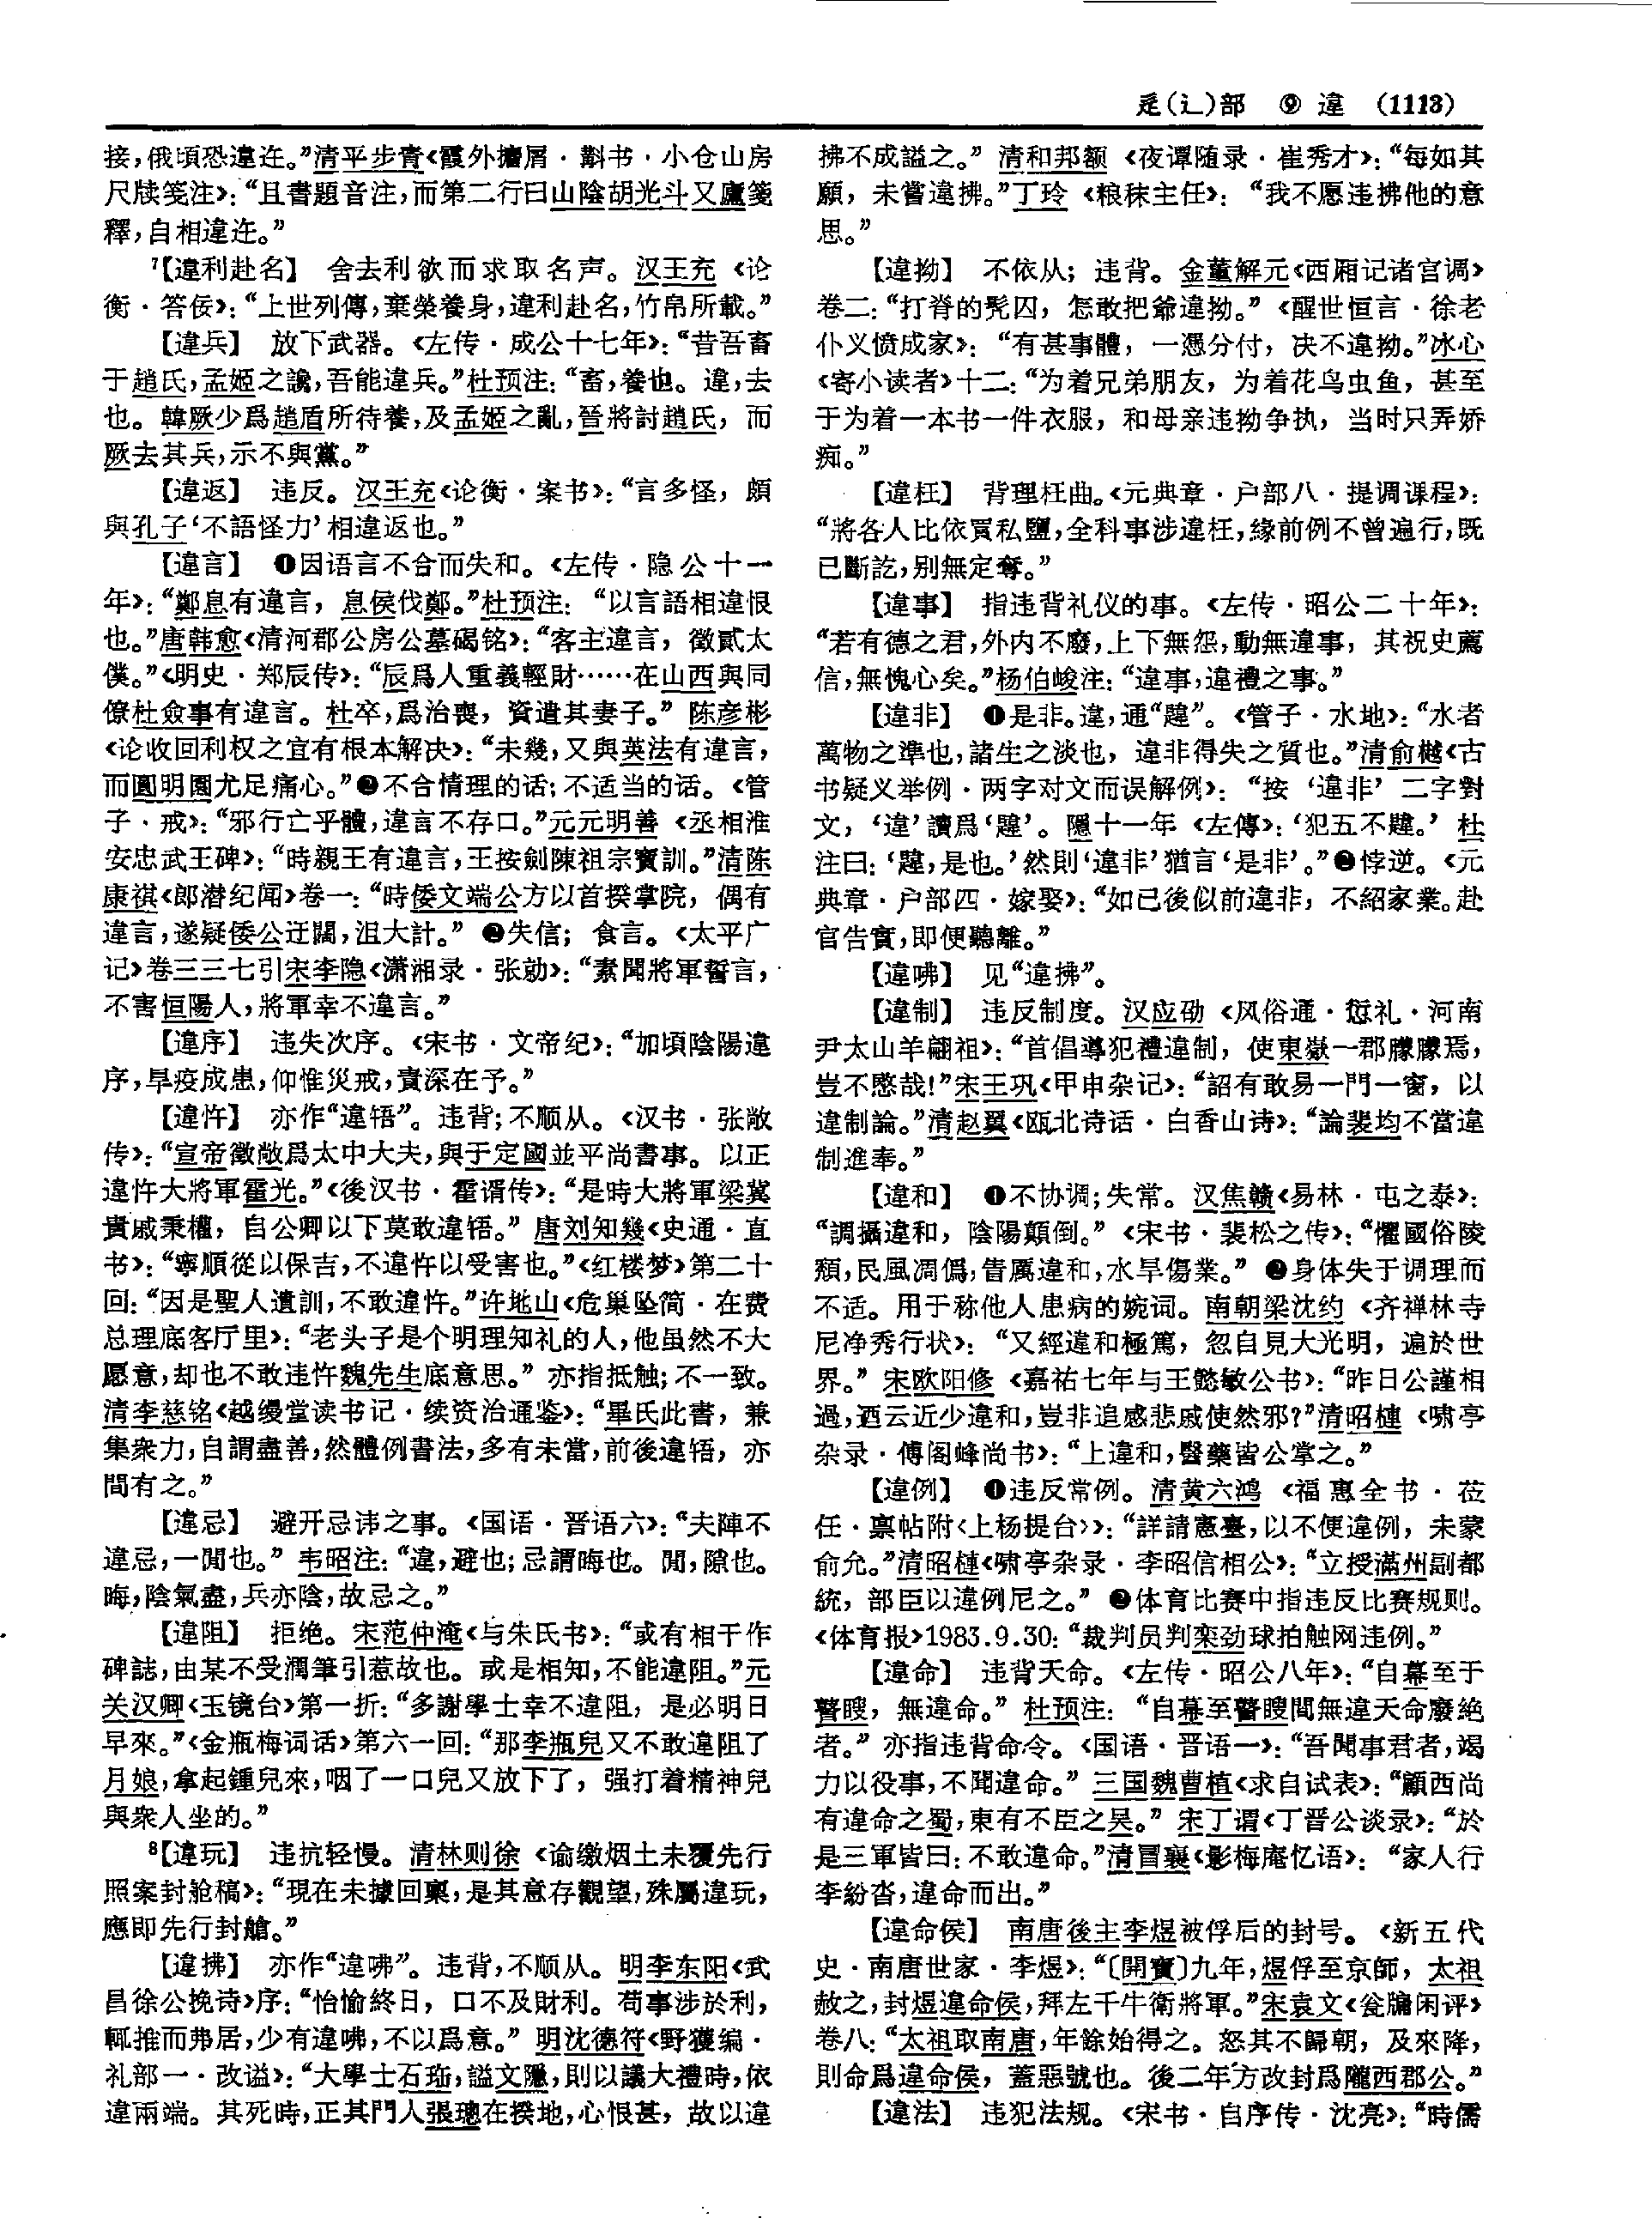 辵(辶)部 ⑨ 違 (1113)
接，俄頃恐違迕。”清平步青《霞外攟屑·斠书·小仓山房
尺牍笺注》：“且書題音注，而第二行曰山陰胡光斗又廬箋
釋，自相違迕。”
7【違利赴名】 舍去利欲而求取名声。汉王充《论
衡·答佞》：“上世列傳，棄榮養身，違利赴名，竹帛所載。”
【違兵】 放下武器。《左传·成公十七年》：“昔吾畜
于趙氏，孟姬之讒，吾能違兵。”杜预注：“畜，養也。違，去
也。韓厥少爲趙盾所待養，及孟姬之亂，晉將討趙氏，而
厥去其兵，示不與黨。”
【違返】 违反。汉王充《论衡·案书》：“言多怪，頗
與孔子‘不語怪力’相違返也。”
【違言】 ❶因语言不合而失和。《左传·隐公十一
年》：“鄭息有違言，息侯伐鄭。”杜预注：“以言語相違恨
也。”唐韩愈《清河郡公房公墓碣铭》：“客主違言，徵貳太
僕。”《明史·郑辰传》：“辰爲人重義輕財……在山西與同
僚杜僉事有違言。杜卒，爲治喪，資遣其妻子。”陈彦彬
《论收回利权之宜有根本解决》：“未幾，又與英法有違言，
而圓明園尤足痛心。”❷不合情理的话；不适当的话。《管
子·戒》：“邪行亡乎體，違言不存口。”元元明善《丞相淮
安忠武王碑》：“時親王有違言，王按劍陳祖宗寶訓。”清陈
康祺《郎潜纪闻》卷一：“時倭文端公方以首揆掌院，偶有
違言，遂疑倭公迂闊，沮大計。”❷失信；食言。《太平广
记》卷三三七引宋李隐《潇湘录·张勍》：“素聞將軍誓言，
不害恒陽人，將軍幸不違言。”
【違序】 违失次序。《宋书·文帝纪》：“加頃陰陽違
序，旱疫成患，仰惟災戒，責深在予。”
【違忤】 亦作“違牾”。违背；不顺从。《汉书·张敞
传》：“宣帝徵敞爲太中大夫，與于定國並平尚書事。以正
違忤大將軍霍光。”《後汉书·霍谞传》：“是時大將軍梁冀
貴戚秉權，自公卿以下莫敢違牾。”唐刘知幾《史通·直
书》：“寧順從以保吉，不違忤以受害也。”《红楼梦》第二十
回：“因是聖人遺訓，不敢違忤。”许地山《危巢坠简·在费
总理底客厅里》：“老头子是个明理知礼的人，他虽然不大
愿意，却也不敢违忤魏先生底意思。”亦指抵触；不一致。
清李慈铭《越缦堂读书记·续资治通鉴》：“畢氏此書，兼
集衆力，自謂盡善，然體例書法，多有未當，前後違牾，亦
間有之。”
【違忌】 避开忌讳之事。《国语·晋语六》：“夫陣不
違忌，一閒也。”韦昭注：“違，避也；忌謂晦也。閒，隙也。
晦，陰氣盡，兵亦陰，故忌之。”
【違阻】 拒绝。宋范仲淹《与朱氏书》：“或有相干作
碑誌，由某不受潤筆引惹故也。或是相知，不能違阻。”元
关汉卿《玉镜台》第一折：“多謝學士幸不違阻，是必明日
早來。”《金瓶梅词话》第六一回：“那李瓶兒又不敢違阻了
月娘，拿起鍾兒來，咽了一口兒又放下了，强打着精神兒
與衆人坐的。”
8【違玩】 违抗轻慢。清林则徐《谕缴烟土未覆先行
照案封舱稿》：“現在未據回稟，是其意存觀望，殊屬違玩，
應即先行封艙。”
【違拂】 亦作“違咈”。违背，不顺从。明李东阳《武
昌徐公挽诗》序：“怡愉終日，口不及財利。苟事涉於利，
輒推而弗居，少有違咈，不以爲意。”明沈德符《野獲编·
礼部一·改谥》：“大學士石珤，謚文隱，則以議大禮時，依
違兩端。其死時，正其門人張璁在揆地，心恨甚，故以違
拂不成謚之。”清和邦额《夜谭随录·崔秀才》：“每如其
願，未嘗違拂。”丁玲《粮秣主任》：“我不愿违拂他的意
思。”
【違拗】 不依从；违背。金董解元《西厢记诸宫调》
卷二：“打脊的髡囚，怎敢把爺違拗。”《醒世恒言·徐老
仆义愤成家》：“有甚事體，一憑分付，决不違拗。”冰心
《寄小读者》十二：“为着兄弟朋友，为着花鸟虫鱼，甚至
于为着一本书一件衣服，和母亲违拗争执，当时只弄娇
痴。”
【違枉】 背理枉曲。《元典章·户部八·提调课程》：
“將各人比依買私鹽，全科事涉違枉，緣前例不曾遍行，既
已斷訖，别無定奪。”
【違事】 指违背礼仪的事。《左传·昭公二十年》：
“若有德之君，外内不廢，上下無怨，動無違事，其祝史薦
信，無愧心矣。”杨伯峻注：“違事，違禮之事。”
【違非】 ❶是非。違，通“韙”。《管子·水地》：“水者
萬物之準也，諸生之淡也，違非得失之質也。”清俞樾《古
书疑义举例·两字对文而误解例》：“按‘違非’二字對
文，‘違’讀爲‘韙’。隱十一年《左傳》：‘犯五不韙。’杜
注曰：‘韙，是也。’然則‘違非’猶言‘是非’。”❷悖逆。《元
典章·户部四·嫁娶》：“如已後似前違非，不紹家業。赴
官告實，即便聽離。”
【違咈】 见“違拂”。
【違制】 违反制度。汉应劭《风俗通·愆礼·河南
尹太山羊翩祖》：“首倡導犯禮違制，使東嶽一郡朦朦焉，
豈不愍哉！”宋王巩《甲申杂记》：“詔有敢易一門一窗，以
違制論。”清赵翼《瓯北诗话·白香山诗》：“論裴均不當違
制進奉。”
【違和】 ❶不协调；失常。汉焦赣《易林·屯之泰》：
“調攝違和，陰陽顛倒。”《宋书·裴松之传》：“懼國俗陵
頹，民風凋僞，眚厲違和，水旱傷業。”❷身体失于调理而
不适。用于称他人患病的婉词。南朝梁沈约《齐禅林寺
尼净秀行状》：“又經違和極篤，忽自見大光明，遍於世
界。”宋欧阳修《嘉祐七年与王懿敏公书》：“昨日公謹相
過，迺云近少違和，豈非追感悲戚使然邪？”清昭槤《啸亭
杂录·傅阁峰尚书》：“上違和，醫藥皆公掌之。”
【違例】 ❶违反常例。清黄六鸿《福惠全书·莅
任·禀帖附〈上杨提台〉》：“詳請憲臺，以不便違例，未蒙
俞允。”清昭槤《啸亭杂录·李昭信相公》：“立授滿州副都
統，部臣以違例尼之。”❷体育比赛中指违反比赛规则。
《体育报》1983.9.30：“裁判员判栾劲球拍触网违例。”
【違命】 违背天命。《左传·昭公八年》：“自幕至于
瞽瞍，無違命。”杜预注：“自幕至瞽瞍間無違天命廢絶
者。”亦指违背命令。《国语·晋语一》：“吾聞事君者，竭
力以役事，不聞違命。”三国魏曹植《求自试表》：“顧西尚
有違命之蜀，東有不臣之吴。”宋丁谓《丁晋公谈录》：“於
是三軍皆曰：不敢違命。”清冒襄《影梅庵忆语》：“家人行
李紛沓，違命而出。”
【違命侯】 南唐後主李煜被俘后的封号。《新五代
史·南唐世家·李煜》：“〔開寶〕九年，煜俘至京師，太祖
赦之，封煜違命侯，拜左千牛衛將軍。”宋袁文《瓮牖闲评》
卷八：“太祖取南唐，年餘始得之。怒其不歸朝，及來降，
則命爲違命侯，蓋惡號也。後二年方改封爲隴西郡公。”
【違法】 违犯法规。《宋书·自序传·沈亮》：“時儒